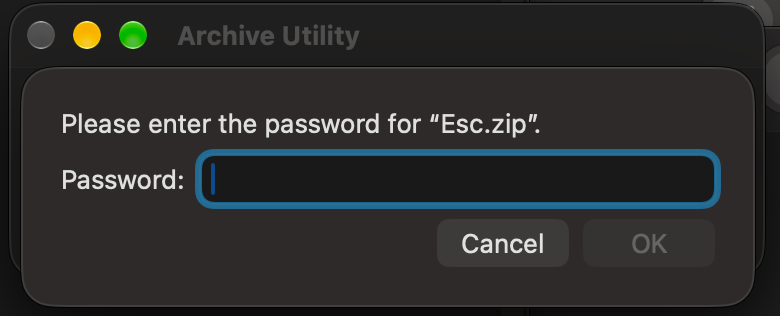 Archive Utility
Please enter the password for “Esc.zip”.
Password:
Cancel
OK